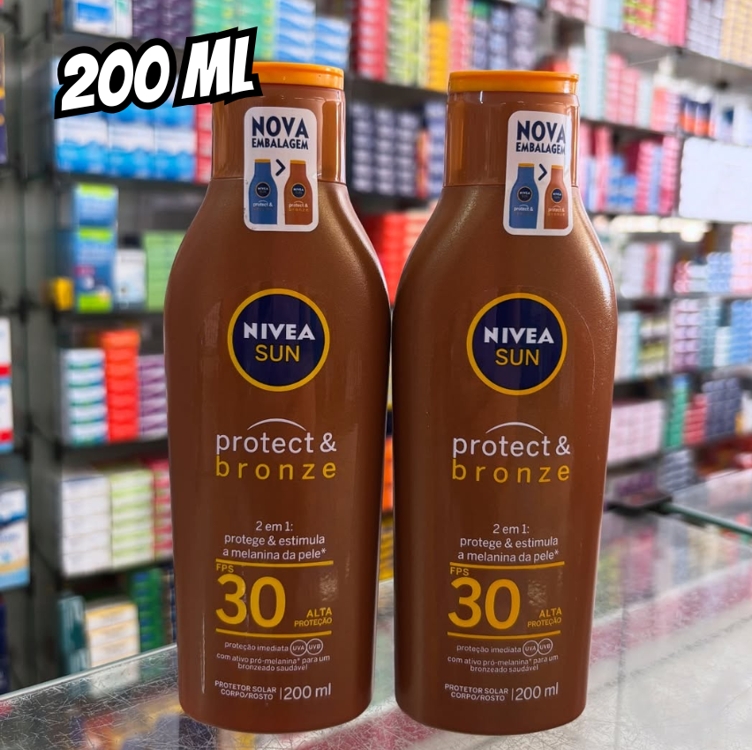 200 ML
NOVA
EMBALAGEM
NIVEA
SUN
protect &
bronze
2 em 1:
protege & estimula
a melanina da pele*
FPS
30
ALTA
PROTEÇÃO
proteção imediata UVA UVB
com ativo pró-melanina* para um
bronzeado saudável
PROTETOR SOLAR
CORPO/ROSTO
200 ml
NOVA
EMBALAGEM
NIVEA
SUN
protect &
bronze
2 em 1:
protege & estimula
a melanina da pele*
FPS
30
ALTA
PROTEÇÃO
proteção imediata UVA UVB
com ativo pró-melanina* para um
bronzeado saudável
PROTETOR SOLAR
CORPO/ROSTO
200 ml